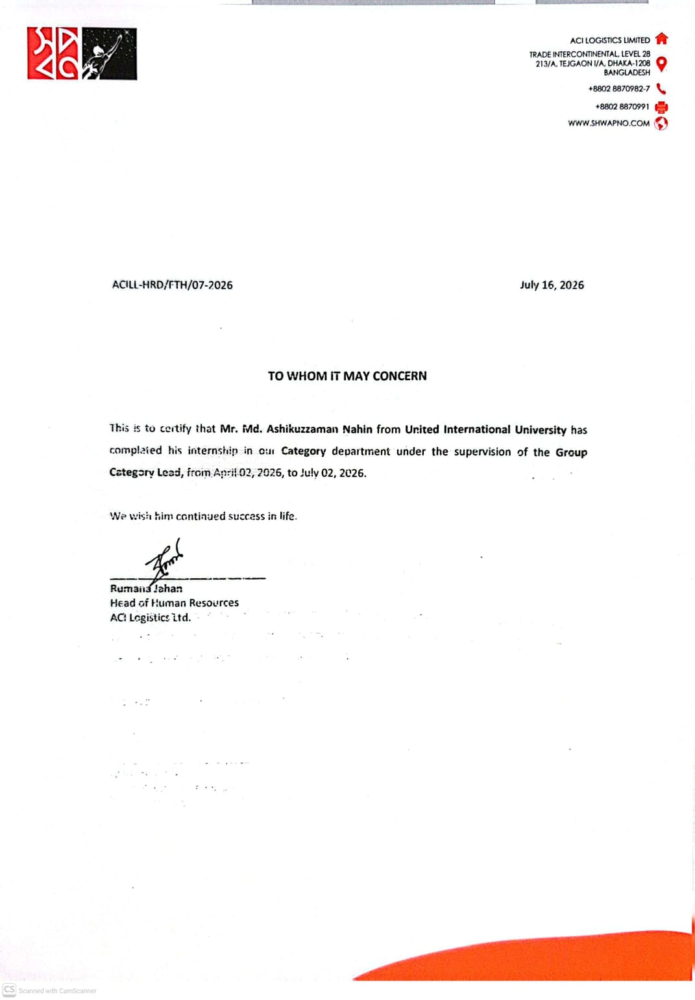 স্বপ্ন
ACI LOGISTICS LIMITED
TRADE INTERCONTINENTAL, LEVEL 28
213/A, TEJGAON I/A, DHAKA-1208
BANGLADESH
+8802 8870982-7
+8802 8870991
WWW.SHWAPNO.COM
ACILL-HRD/FTH/07-2026
July 16, 2026
TO WHOM IT MAY CONCERN
This is to certify that Mr. Md. Ashikuzzaman Nahin from United International University has
completed his internship in our Category department under the supervision of the Group
Category Lead, from April 02, 2026, to July 02, 2026.
We wish him continued success in life.
Rumana Jahan
Head of Human Resources
ACI Logistics Ltd.
CS Scanned with CamScanner